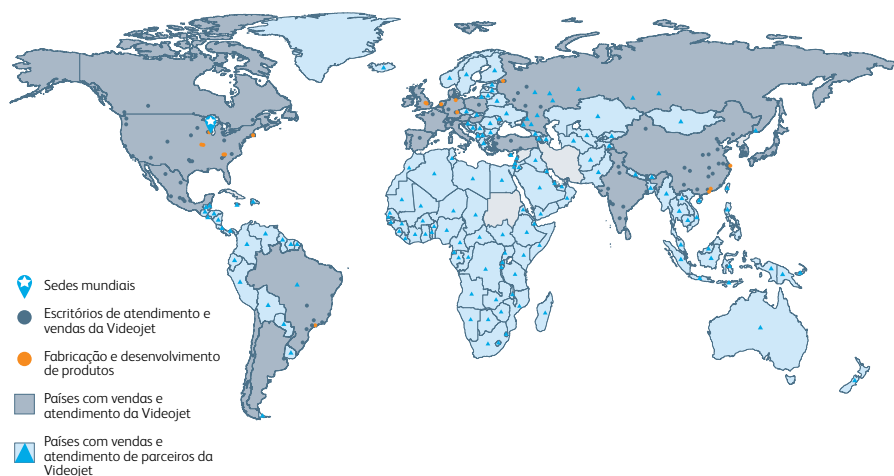 Sedes mundiais
Escritórios de atendimento e
vendas da Videojet
Fabricação e desenvolvimento
de produtos
Países com vendas e
atendimento da Videojet
Países com vendas e
atendimento de parceiros da
Videojet